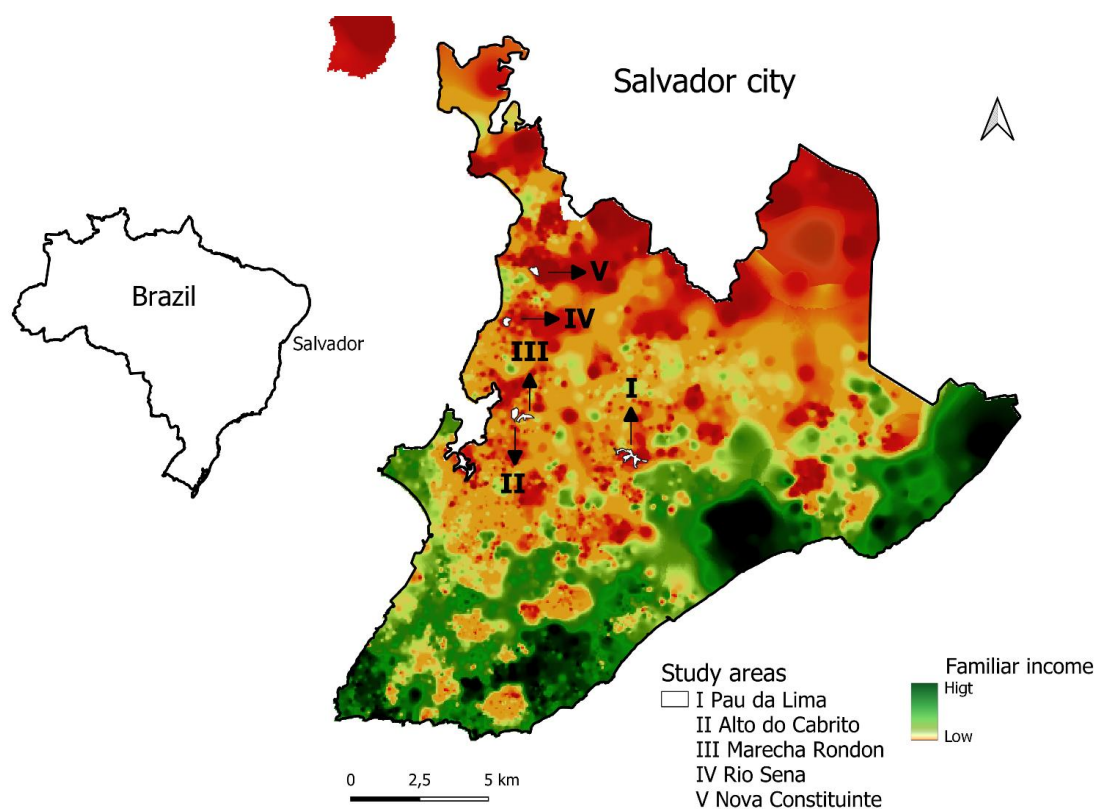 Salvador city
Brazil
Salvador
V
IV
III
I
II
Study areas
I Pau da Lima
II Alto do Cabrito
III Marecha Rondon
IV Rio Sena
V Nova Constituinte
Familiar income
Higt
Low
0 2,5 5 km